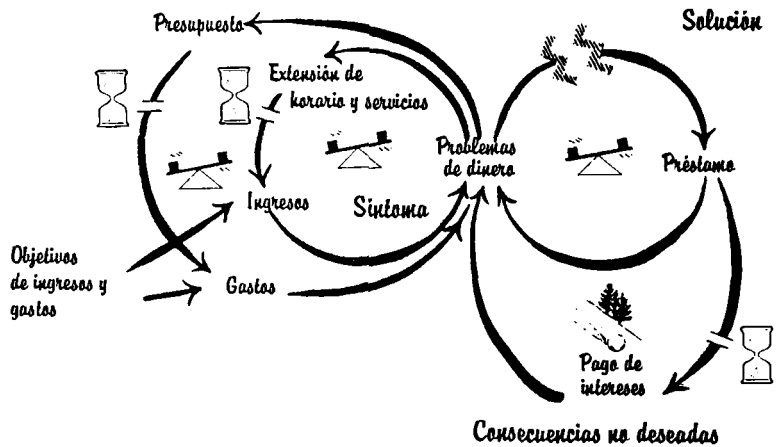 Solución
Presupuesto
Extensión de
horario y servicios
Problemas
de dinero
Préstamo
Ingresos
Síntoma
Objetivos
de ingresos y
gastos
Gastos
Pago de
intereses
Consecuencias no deseadas